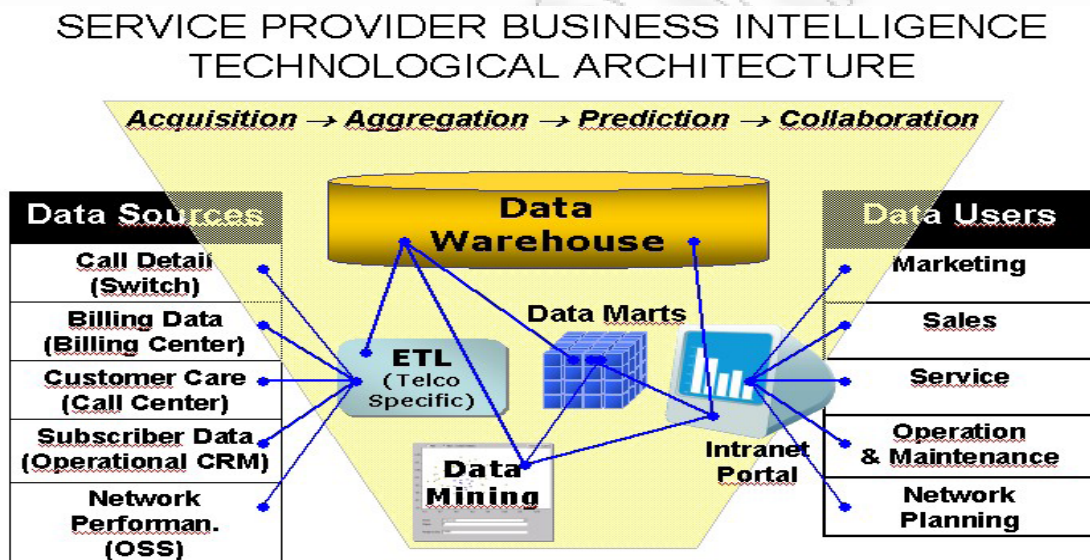 SERVICE PROVIDER BUSINESS INTELLIGENCE
TECHNOLOGICAL ARCHITECTURE
Acquisition → Aggregation → Prediction → Collaboration
Data Sources
Call Detail
(Switch)
Billing Data
(Billing Center)
Customer Care
(Call Center)
Subscriber Data
(Operational CRM)
Network
Performan.
(OSS)
Data
Warehouse
Data Marts
ETL
(Telco
Specific)
Data
Mining
Intranet
Portal
Data Users
Marketing
Sales
Service
Operation
& Maintenance
Network
Planning